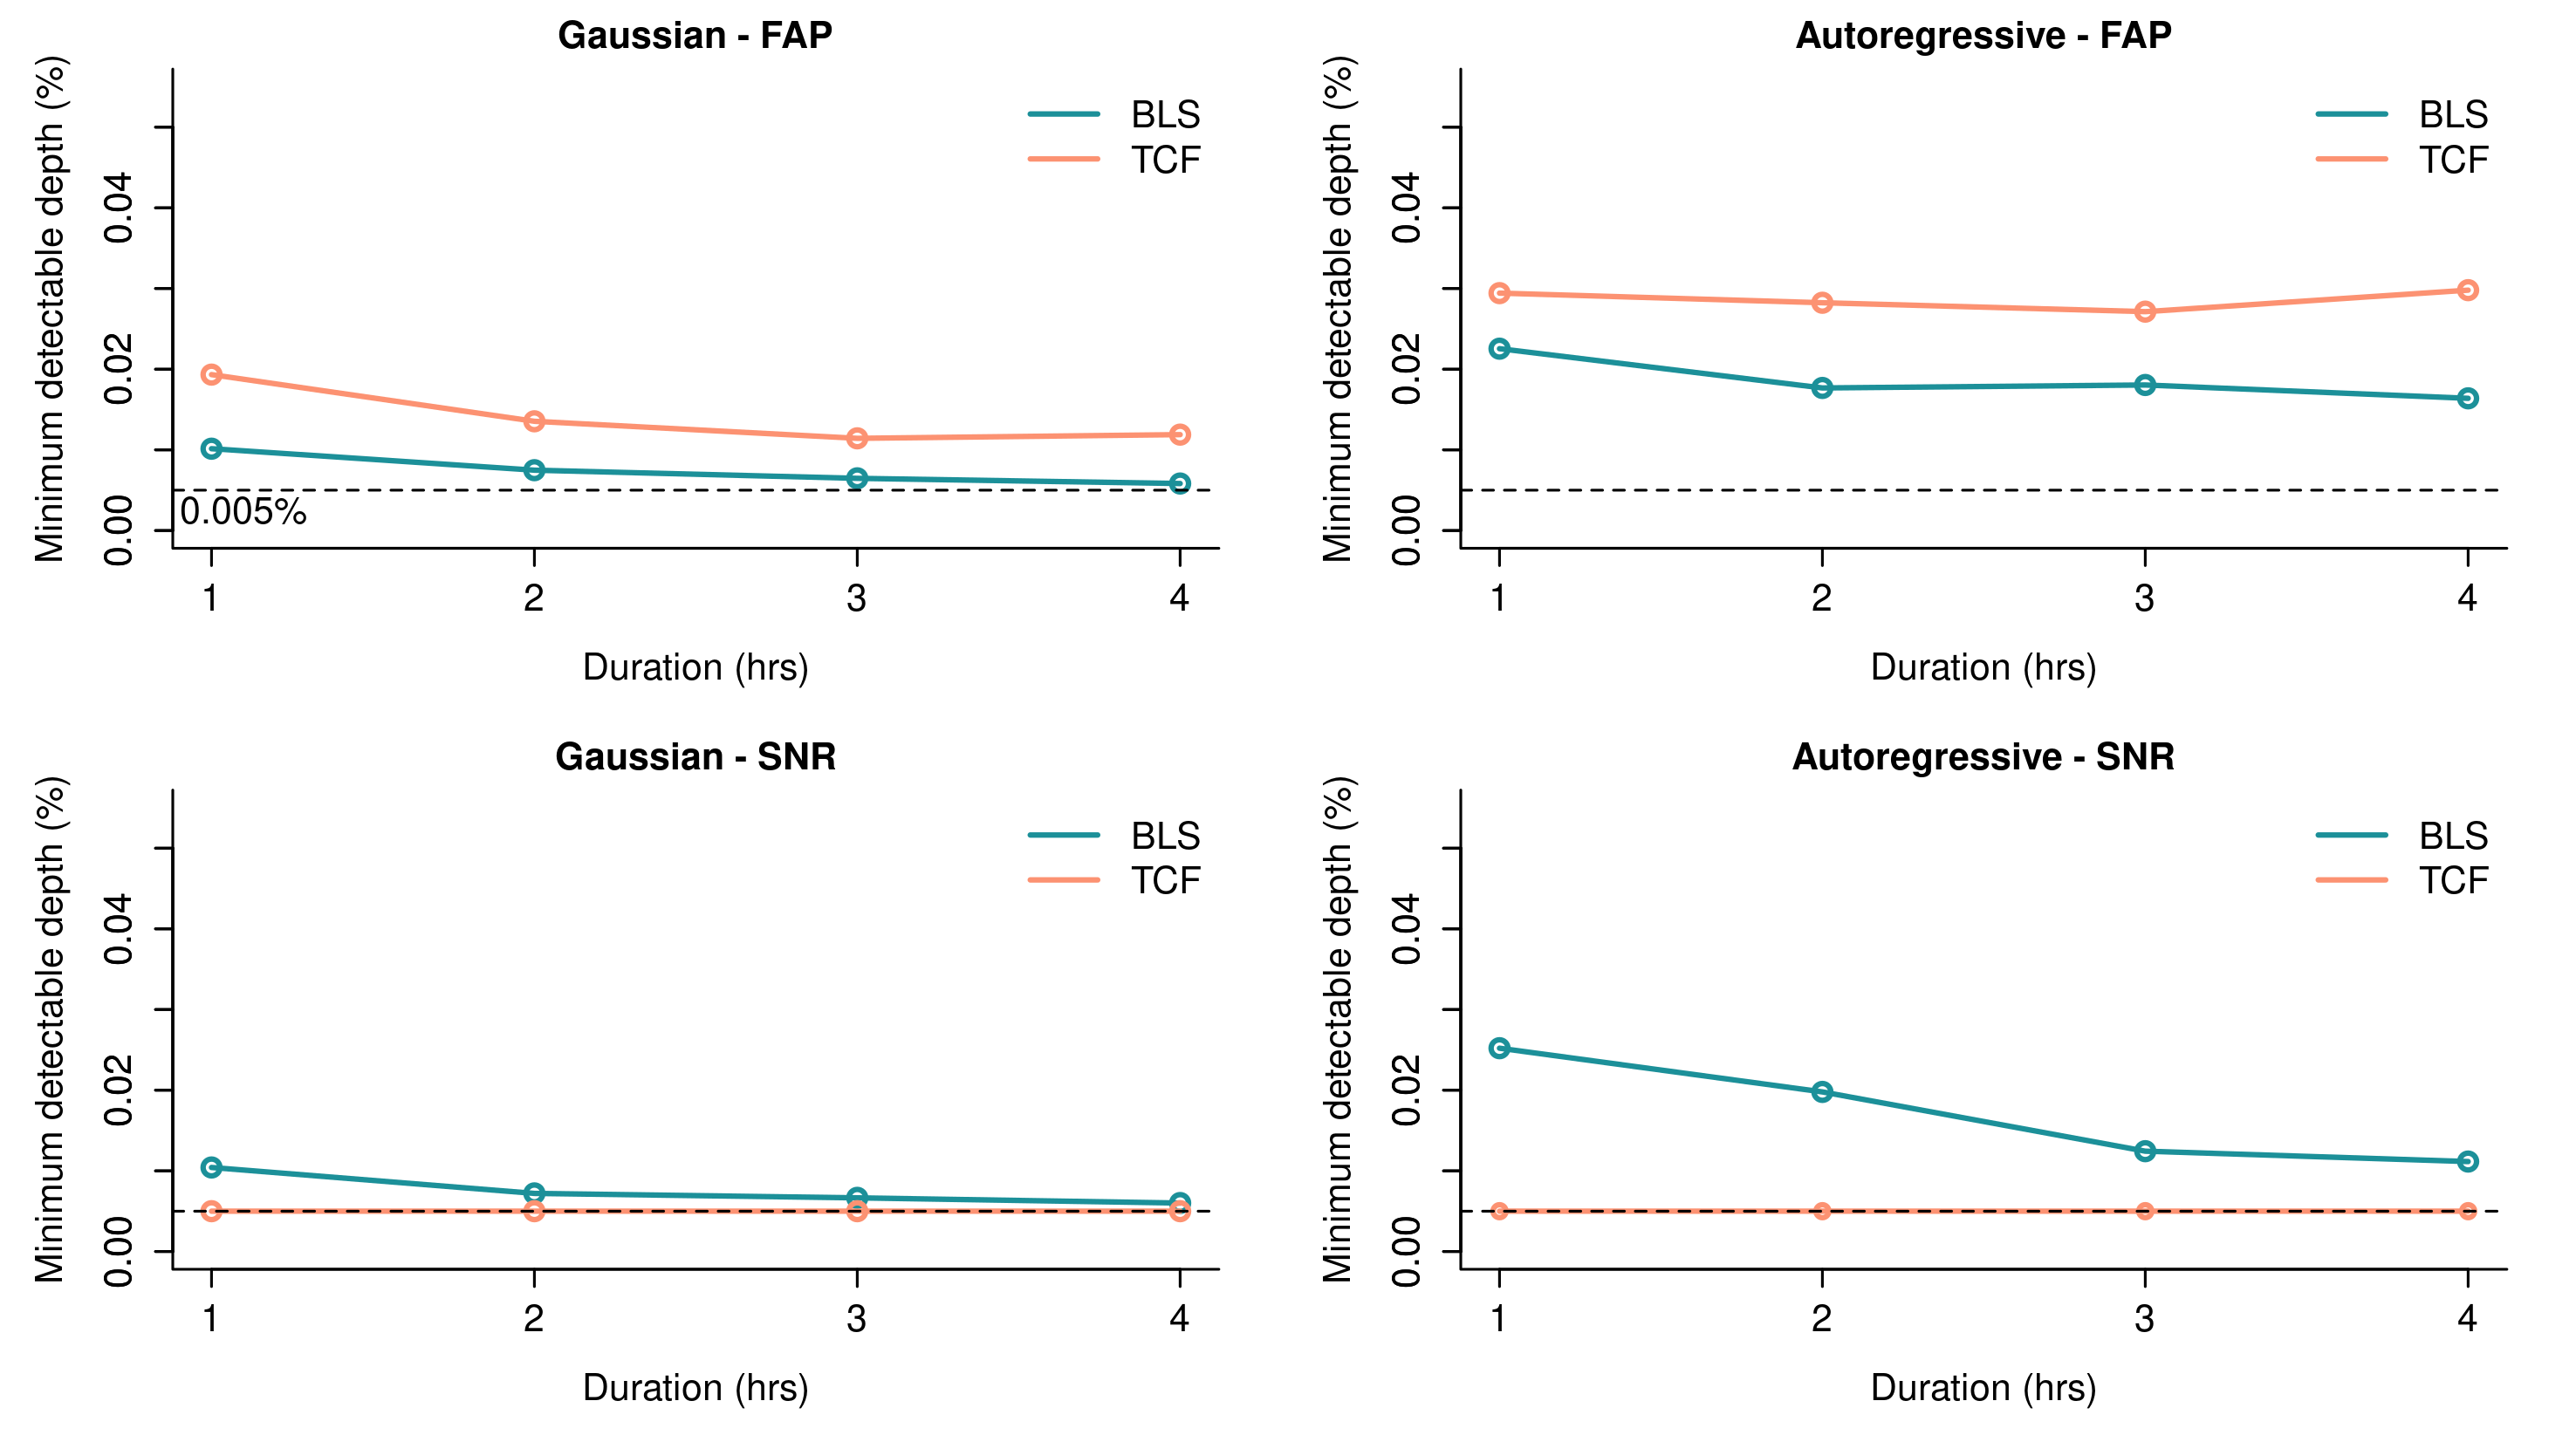 Gaussian - FAP
Minimum detectable depth (%)
0.00
0.02
0.04
BLS
TCF
0.005%
1 2 3 4
Duration (hrs)
Autoregressive - FAP
Minimum detectable depth (%)
0.00
0.02
0.04
BLS
TCF
1 2 3 4
Duration (hrs)
Gaussian - SNR
Minimum detectable depth (%)
0.00
0.02
0.04
BLS
TCF
1 2 3 4
Duration (hrs)
Autoregressive - SNR
Minimum detectable depth (%)
0.00
0.02
0.04
BLS
TCF
1 2 3 4
Duration (hrs)